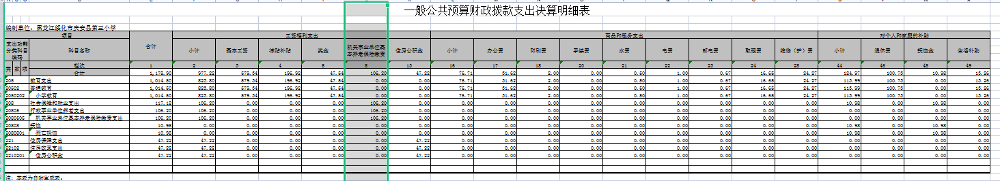 一般公共预算财政拨款支出决算明细表
编制单位：黑龙江绥化市庆安县第三小学
项目 合计 工资福利支出 商品和服务支出 对个人和家庭的补助
支出功能分类科目编码 科目名称 小计 基本工资 津贴补贴 奖金 机关事业单位基本养老保险缴费 住房公积金 小计 办公费 印刷费 手续费 水费 电费 邮电费 取暖费 维修（护）费 小计 退休费 抚恤金 生活补助
类 款 项 栏次 1 2 3 4 5 8 13 16 17 18 20 21 22 23 24 28 44 46 48 49
合计 1,178.90 977.22 579.34 196.92 47.54 106.20 47.22 76.71 31.62 2.00 0.00 0.50 1.00 0.67 16.65 24.27 124.97 100.73 10.98 13.26
205 教育支出 1,014.50 823.80 579.34 196.92 47.54 0.00 0.00 76.71 31.62 2.00 0.00 0.50 1.00 0.67 16.65 24.27 113.99 100.73 0.00 13.26
20502 普通教育 1,014.50 823.80 579.34 196.92 47.54 0.00 0.00 76.71 31.62 2.00 0.00 0.50 1.00 0.67 16.65 24.27 113.99 100.73 0.00 13.26
2050202 小学教育 1,014.50 823.80 579.34 196.92 47.54 0.00 0.00 76.71 31.62 2.00 0.00 0.50 1.00 0.67 16.65 24.27 113.99 100.73 0.00 13.26
208 社会保障和就业支出 117.18 106.20 0.00 0.00 0.00 106.20 0.00 0.00 0.00 0.00 0.00 0.00 0.00 0.00 0.00 0.00 10.98 0.00 10.98 0.00
20805 行政事业单位养老支出 106.20 106.20 0.00 0.00 0.00 106.20 0.00 0.00 0.00 0.00 0.00 0.00 0.00 0.00 0.00 0.00 0.00 0.00 0.00 0.00
2080505 机关事业单位基本养老保险缴费支出 106.20 106.20 0.00 0.00 0.00 106.20 0.00 0.00 0.00 0.00 0.00 0.00 0.00 0.00 0.00 0.00 0.00 0.00 0.00 0.00
20808 抚恤 10.98 0.00 0.00 0.00 0.00 0.00 0.00 0.00 0.00 0.00 0.00 0.00 0.00 0.00 0.00 0.00 10.98 0.00 10.98 0.00
2080801 死亡抚恤 10.98 0.00 0.00 0.00 0.00 0.00 0.00 0.00 0.00 0.00 0.00 0.00 0.00 0.00 0.00 0.00 10.98 0.00 10.98 0.00
221 住房保障支出 47.22 47.22 0.00 0.00 0.00 0.00 47.22 0.00 0.00 0.00 0.00 0.00 0.00 0.00 0.00 0.00 0.00 0.00 0.00 0.00
22102 住房改革支出 47.22 47.22 0.00 0.00 0.00 0.00 47.22 0.00 0.00 0.00 0.00 0.00 0.00 0.00 0.00 0.00 0.00 0.00 0.00 0.00
2210201 住房公积金 47.22 47.22 0.00 0.00 0.00 0.00 47.22 0.00 0.00 0.00 0.00 0.00 0.00 0.00 0.00 0.00 0.00 0.00 0.00 0.00
注：本表为自动生成表。